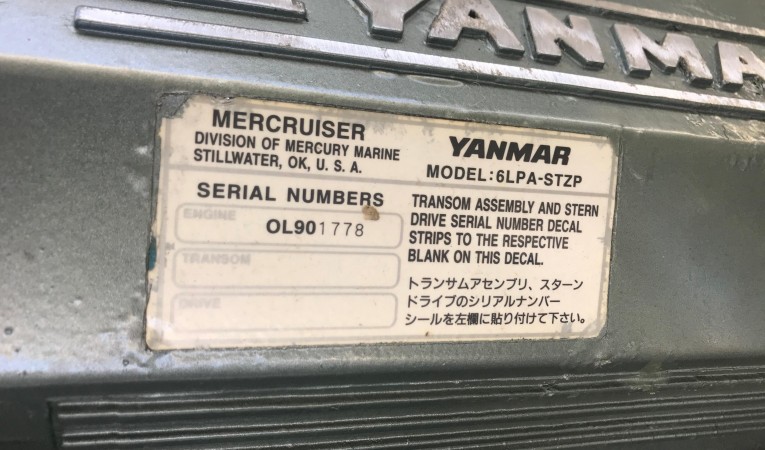 YANMA
MERCRUISER
DIVISION OF MERCURY MARINE
STILLWATER, OK, U. S. A.
YANMAR
MODEL:6LPA-STZP
SERIAL NUMBERS
ENGINE
OL901778
TRANSOM
DRIVE
TRANSOM ASSEMBLY AND STERN
DRIVE SERIAL NUMBER DECAL
STRIPS TO THE RESPECTIVE
BLANK ON THIS DECAL.
トランサムアセンブリ、スターン
ドライブのシリアルナンバー
シールを左欄に貼り付けて下さい。